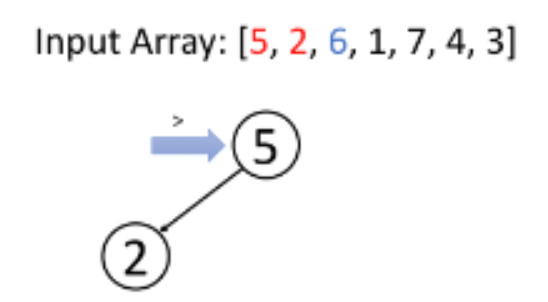 Input Array: [5, 2, 6, 1, 7, 4, 3]
>
5
2